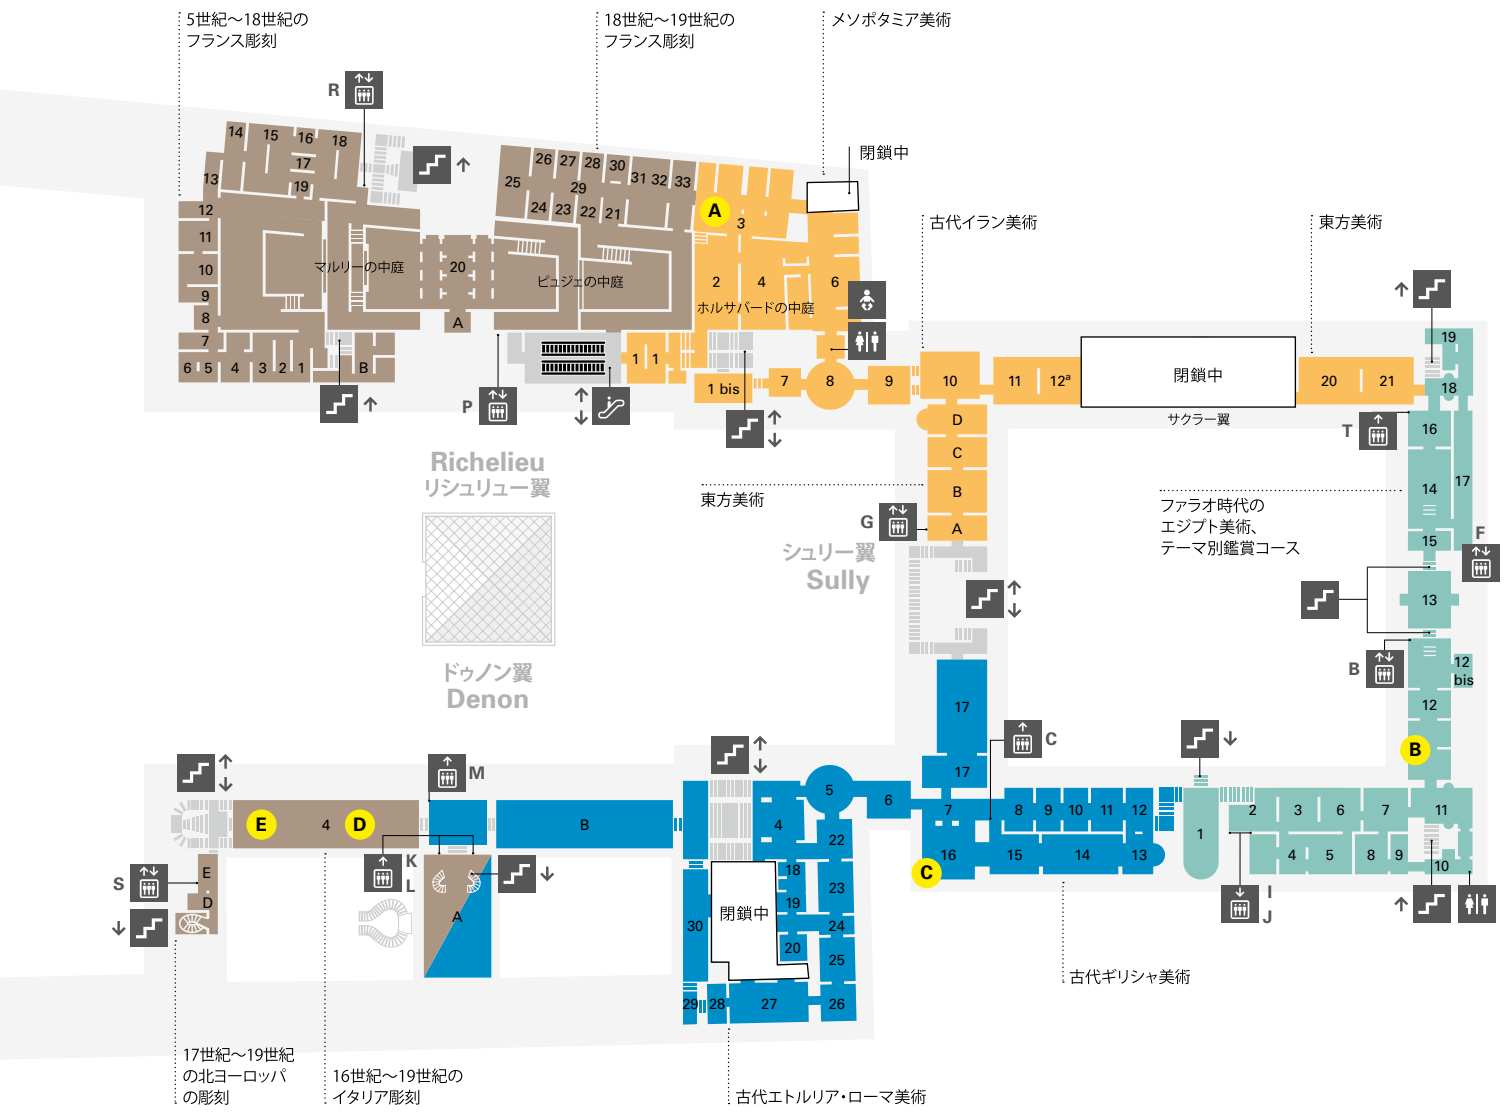 5世紀〜18世紀の
フランス彫刻
18世紀〜19世紀の
フランス彫刻
メソポタミア美術
R
閉鎖中
14
15
16
18
17
19
13
12
11
10
9
8
7
6
5
4
3
2
1
B
マルリーの中庭
20
A
25
26
27
28
30
29
31
32
33
24
23
22
21
ピュジェの中庭
A
3
2
4
6
ホルサバードの中庭
古代イラン美術
東方美術
1
1
1 bis
7
8
9
10
11
12ª
閉鎖中
サクラー翼
20
21
19
18
P
T
16
D
C
B
A
14
17
15
F
13
Richelieu
リシュリュー翼
東方美術
G
シュリー翼
Sully
ファラオ時代の
エジプト美術、
テーマ別鑑賞コース
ドゥノン翼
Denon
B
12
bis
12
B
17
17
C
M
E
4
D
B
K
L
A
S
E
D
4
5
6
7
8
9
10
11
12
16
15
14
13
C
22
18
23
19
24
20
25
30
閉鎖中
29
28
27
26
1
2
3
6
7
11
4
5
8
9
10
I
J
古代ギリシャ美術
17世紀〜19世紀
の北ヨーロッパ
の彫刻
16世紀〜19世紀の
イタリア彫刻
古代エトルリア・ローマ美術